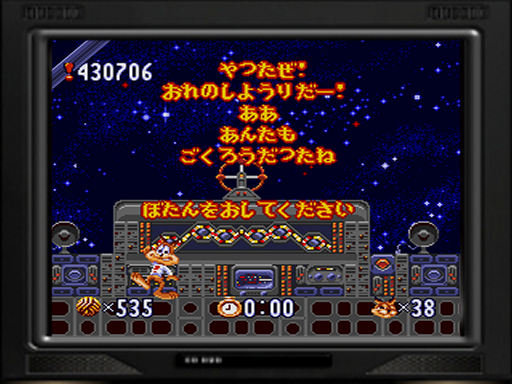 !430706
やつたぜ!
おれのしようりだー!
ああ
あんたも
ごくろうだつたね
ぼたんをおしてください
×535
0:00
×38